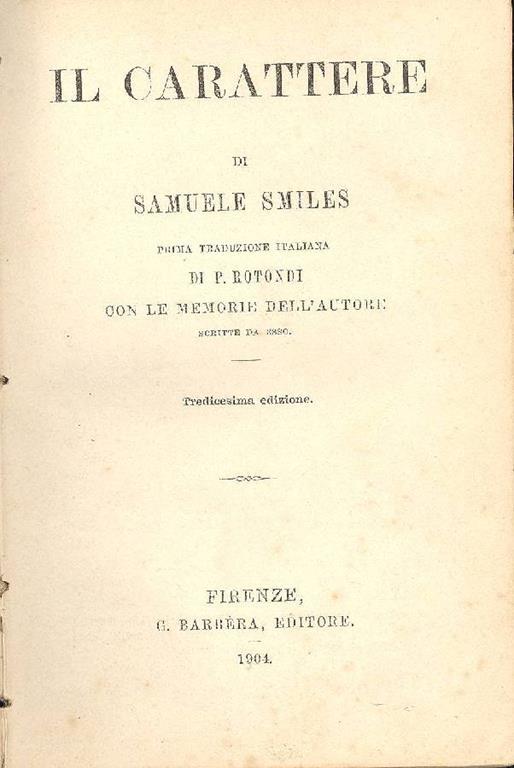 IL CARATTERE
DI
SAMUELE SMILES
PRIMA TRADUZIONE ITALIANA
DI P. ROTONDI
CON LE MEMORIE DELL'AUTORE
SCRITTE DA ESSO.
Tredicesima edizione.
FIRENZE,
G. BARBÈRA, EDITORE.
1904.